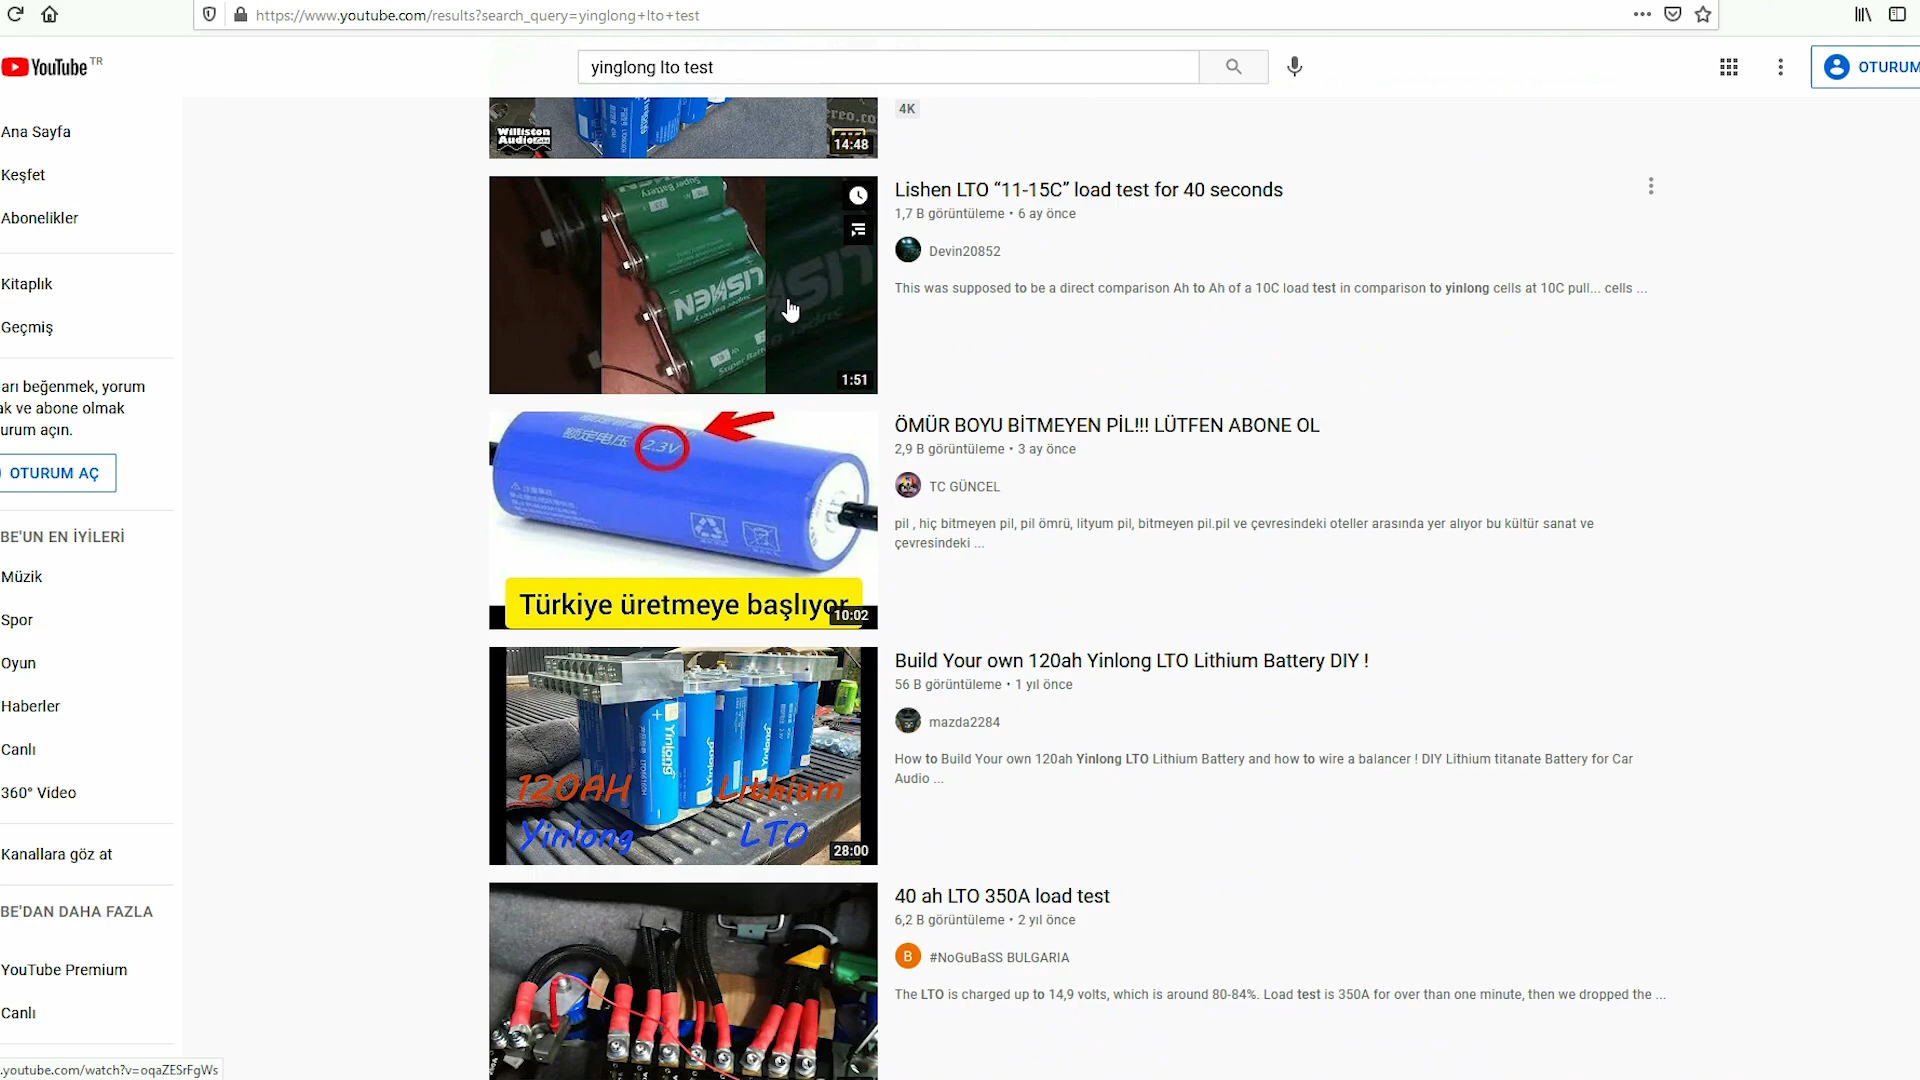 https://www.youtube.com/results?search_query=yinglong+lto+test
YouTube TR
yinglong lto test
OTURUM
Ana Sayfa
Keşfet
Abonelikler
Kitaplık
Geçmiş
arı beğenmek, yorum
ak ve abone olmak
urum açın.
OTURUM AÇ
BE'UN EN İYİLERİ
Müzik
Spor
Oyun
Haberler
Canlı
360° Video
Kanallara göz at
BE'DAN DAHA FAZLA
YouTube Premium
Canlı
.youtube.com/watch?v=oqaZESrFgWs
Williston
Audio
14:48
4K
Super Battery
LISHEN
1:51
Lishen LTO “11-15C” load test for 40 seconds
1,7 B görüntüleme • 6 ay önce
Devin20852
This was supposed to be a direct comparison Ah to Ah of a 10C load test in comparison to yinlong cells at 10C pull... cells ...
额定电压 2.3V
Türkiye üretmeye başlıyor
10:02
ÖMÜR BOYU BİTMEYEN PİL!!! LÜTFEN ABONE OL
2,9 B görüntüleme • 3 ay önce
TC GÜNCEL
pil , hiç bitmeyen pil, pil ömrü, lityum pil, bitmeyen pil.pil ve çevresindeki oteller arasında yer alıyor bu kültür sanat ve
çevresindeki ...
Yinlong
Yinlong
Yinlong
120AH Lithium
Yinlong LTO
28:00
Build Your own 120ah Yinlong LTO Lithium Battery DIY !
56 B görüntüleme • 1 yıl önce
mazda2284
How to Build Your own 120ah Yinlong LTO Lithium Battery and how to wire a balancer ! DIY Lithium titanate Battery for Car
Audio ...
40 ah LTO 350A load test
6,2 B görüntüleme • 2 yıl önce
B #NoGuBaSS BULGARIA
The LTO is charged up to 14,9 volts, which is around 80-84%. Load test is 350A for over than one minute, then we dropped the ...